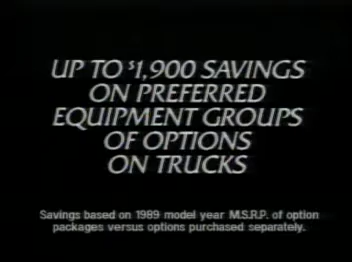 UP TO $1,900 SAVINGS
ON PREFERRED
EQUIPMENT GROUPS
OF OPTIONS
ON TRUCKS
Savings based on 1989 model year M.S.R.P. of option
packages versus options purchased separately.